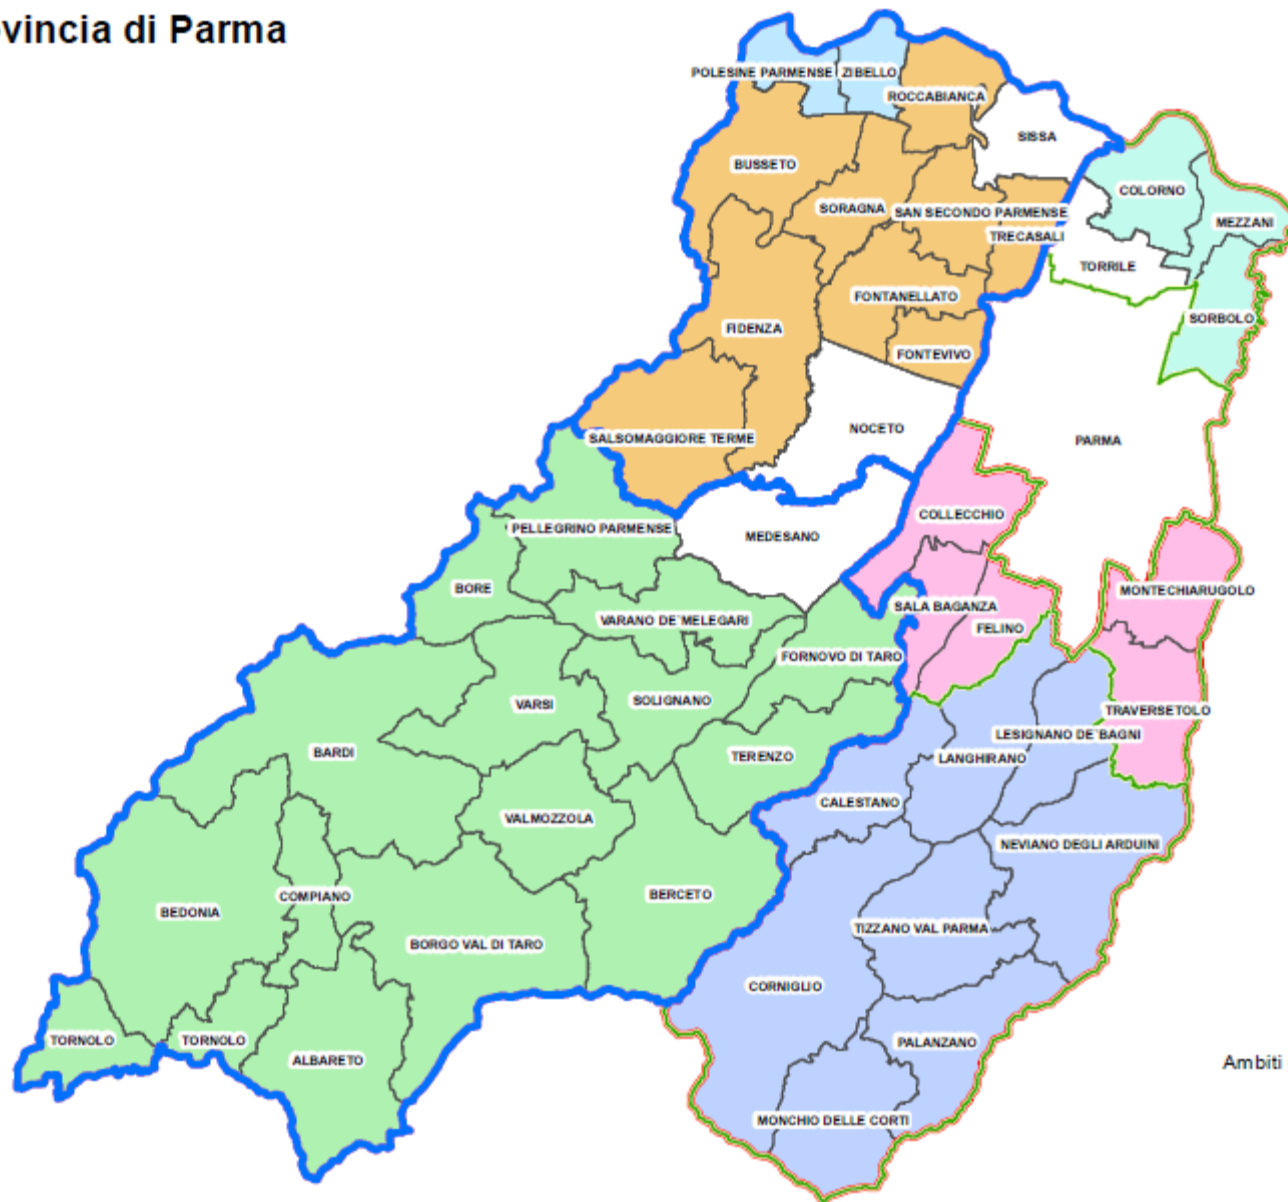 ovincia di Parma
POLESINE PARMENSE
ZIBELLO
ROCCABIANCA
SISSA
BUSSETO
COLORNO
SORAGNA
SAN SECONDO PARMENSE
MEZZANI
TRECASALI
TORRILE
FONTANELLATO
SORBOLO
FIDENZA
FONTEVIVO
NOCETO
SALSOMAGGIORE TERME
PARMA
COLLECCHIO
PELLEGRINO PARMENSE
MEDESANO
BORE
MONTECHIARUGOLO
SALA BAGANZA
VARANO DE`MELEGARI
FELINO
FORNOVO DI TARO
SOLIGNANO
VARSI
TRAVERSETOLO
LESIGNANO DE`BAGNI
BARDI
TERENZO
LANGHIRANO
CALESTANO
VALMOZZOLA
NEVIANO DEGLI ARDUINI
BERCETO
COMPIANO
BEDONIA
TIZZANO VAL PARMA
BORGO VAL DI TARO
CORNIGLIO
TORNOLO
TORNOLO
PALANZANO
ALBARETO
Ambiti
MONCHIO DELLE CORTI